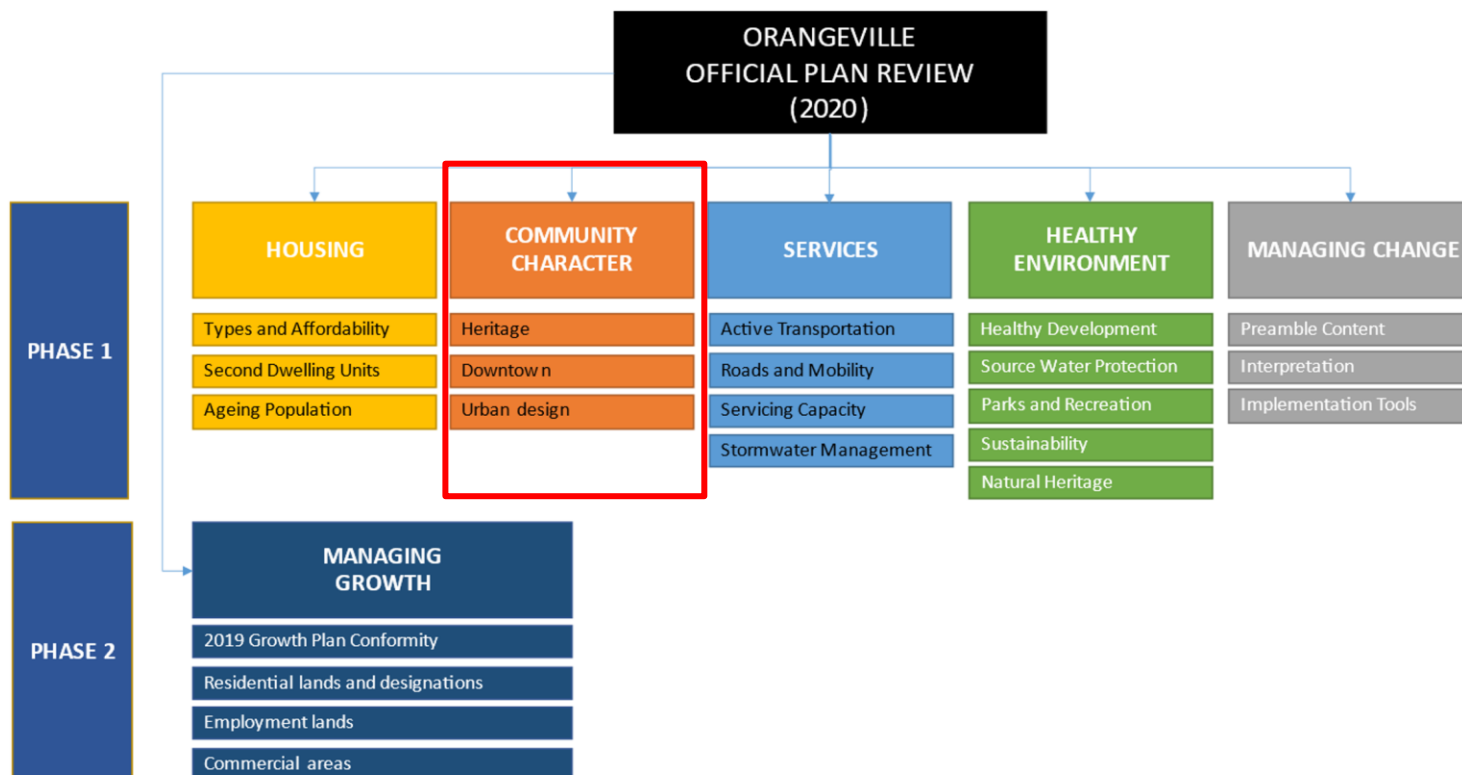 ORANGEVILLE
OFFICIAL PLAN REVIEW
(2020)
PHASE 1
HOUSING
Types and Affordability
Second Dwelling Units
Ageing Population
COMMUNITY
CHARACTER
Heritage
Downtown
Urban design
SERVICES
Active Transportation
Roads and Mobility
Servicing Capacity
Stormwater Management
HEALTHY
ENVIRONMENT
Healthy Development
Source Water Protection
Parks and Recreation
Sustainability
Natural Heritage
MANAGING CHANGE
Preamble Content
Interpretation
Implementation Tools
PHASE 2
MANAGING
GROWTH
2019 Growth Plan Conformity
Residential lands and designations
Employment lands
Commercial areas